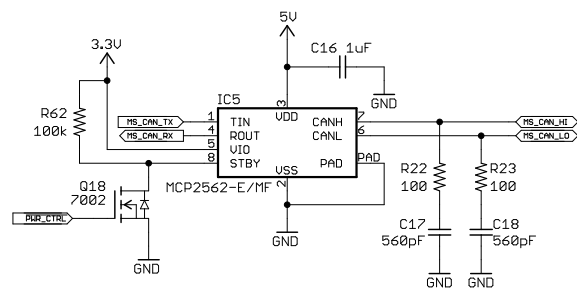 5V
3.3V
C16 1uF
GND
IC5
3
VDD
R62
100k
MS_CAN_TX
1
TIN
CANH
7
MS_CAN_HI
MS_CAN_RX
4
ROUT
CANL
6
MS_CAN_LO
5
VIO
8
STBY
PAD
PAD
VSS
2
MCP2562-E/MF
R22
100
R23
100
Q18
7002
PWR_CTRL
C17
560pF
C18
560pF
GND
GND
GND
GND